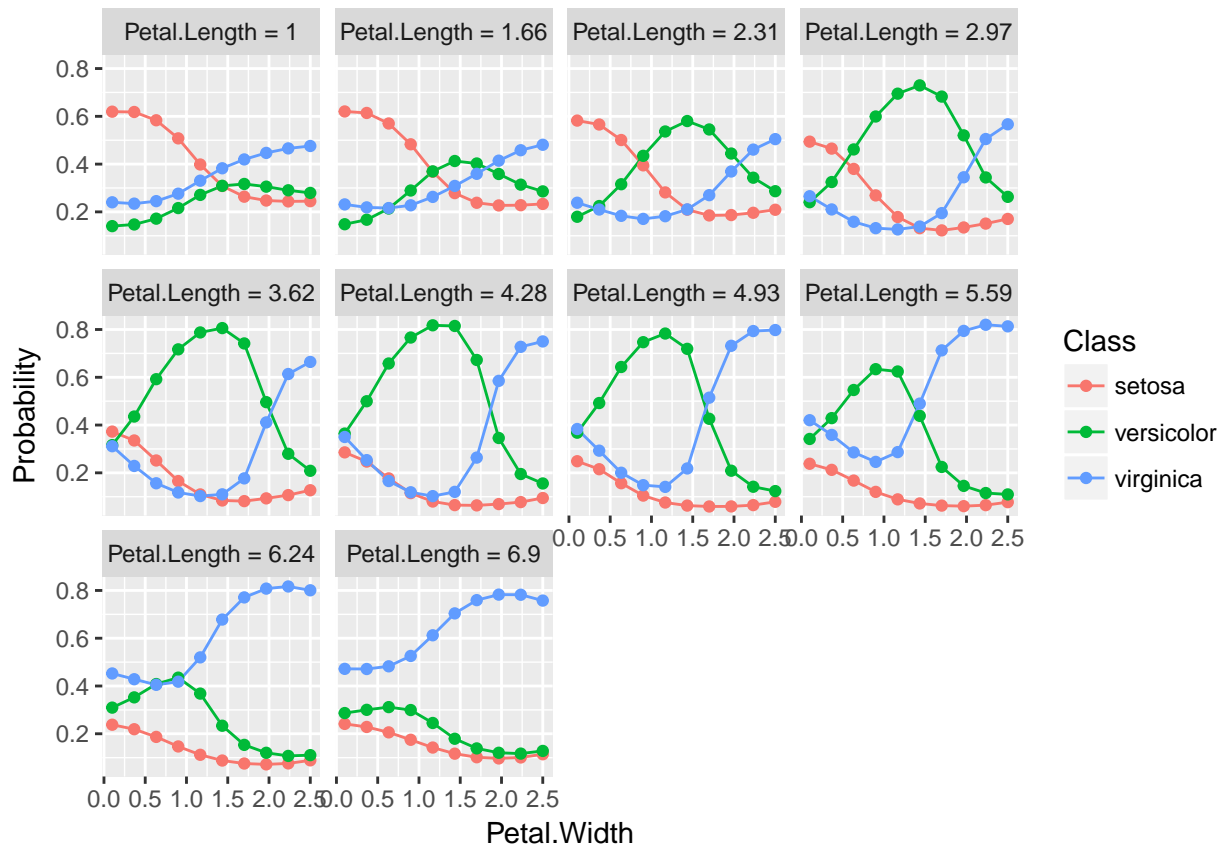 Petal.Length = 1
Petal.Length = 1.66
Petal.Length = 2.31
Petal.Length = 2.97
0.8
0.6
0.4
0.2
Petal.Length = 3.62
Petal.Length = 4.28
Petal.Length = 4.93
Petal.Length = 5.59
0.8
0.6
0.4
0.2
0.0 0.5 1.0 1.5 2.0 2.5
0.0 0.5 1.0 1.5 2.0 2.5
Petal.Length = 6.24
Petal.Length = 6.9
0.8
0.6
0.4
0.2
0.0 0.5 1.0 1.5 2.0 2.5
0.0 0.5 1.0 1.5 2.0 2.5
Petal.Width
Probability
Class
setosa
versicolor
virginica